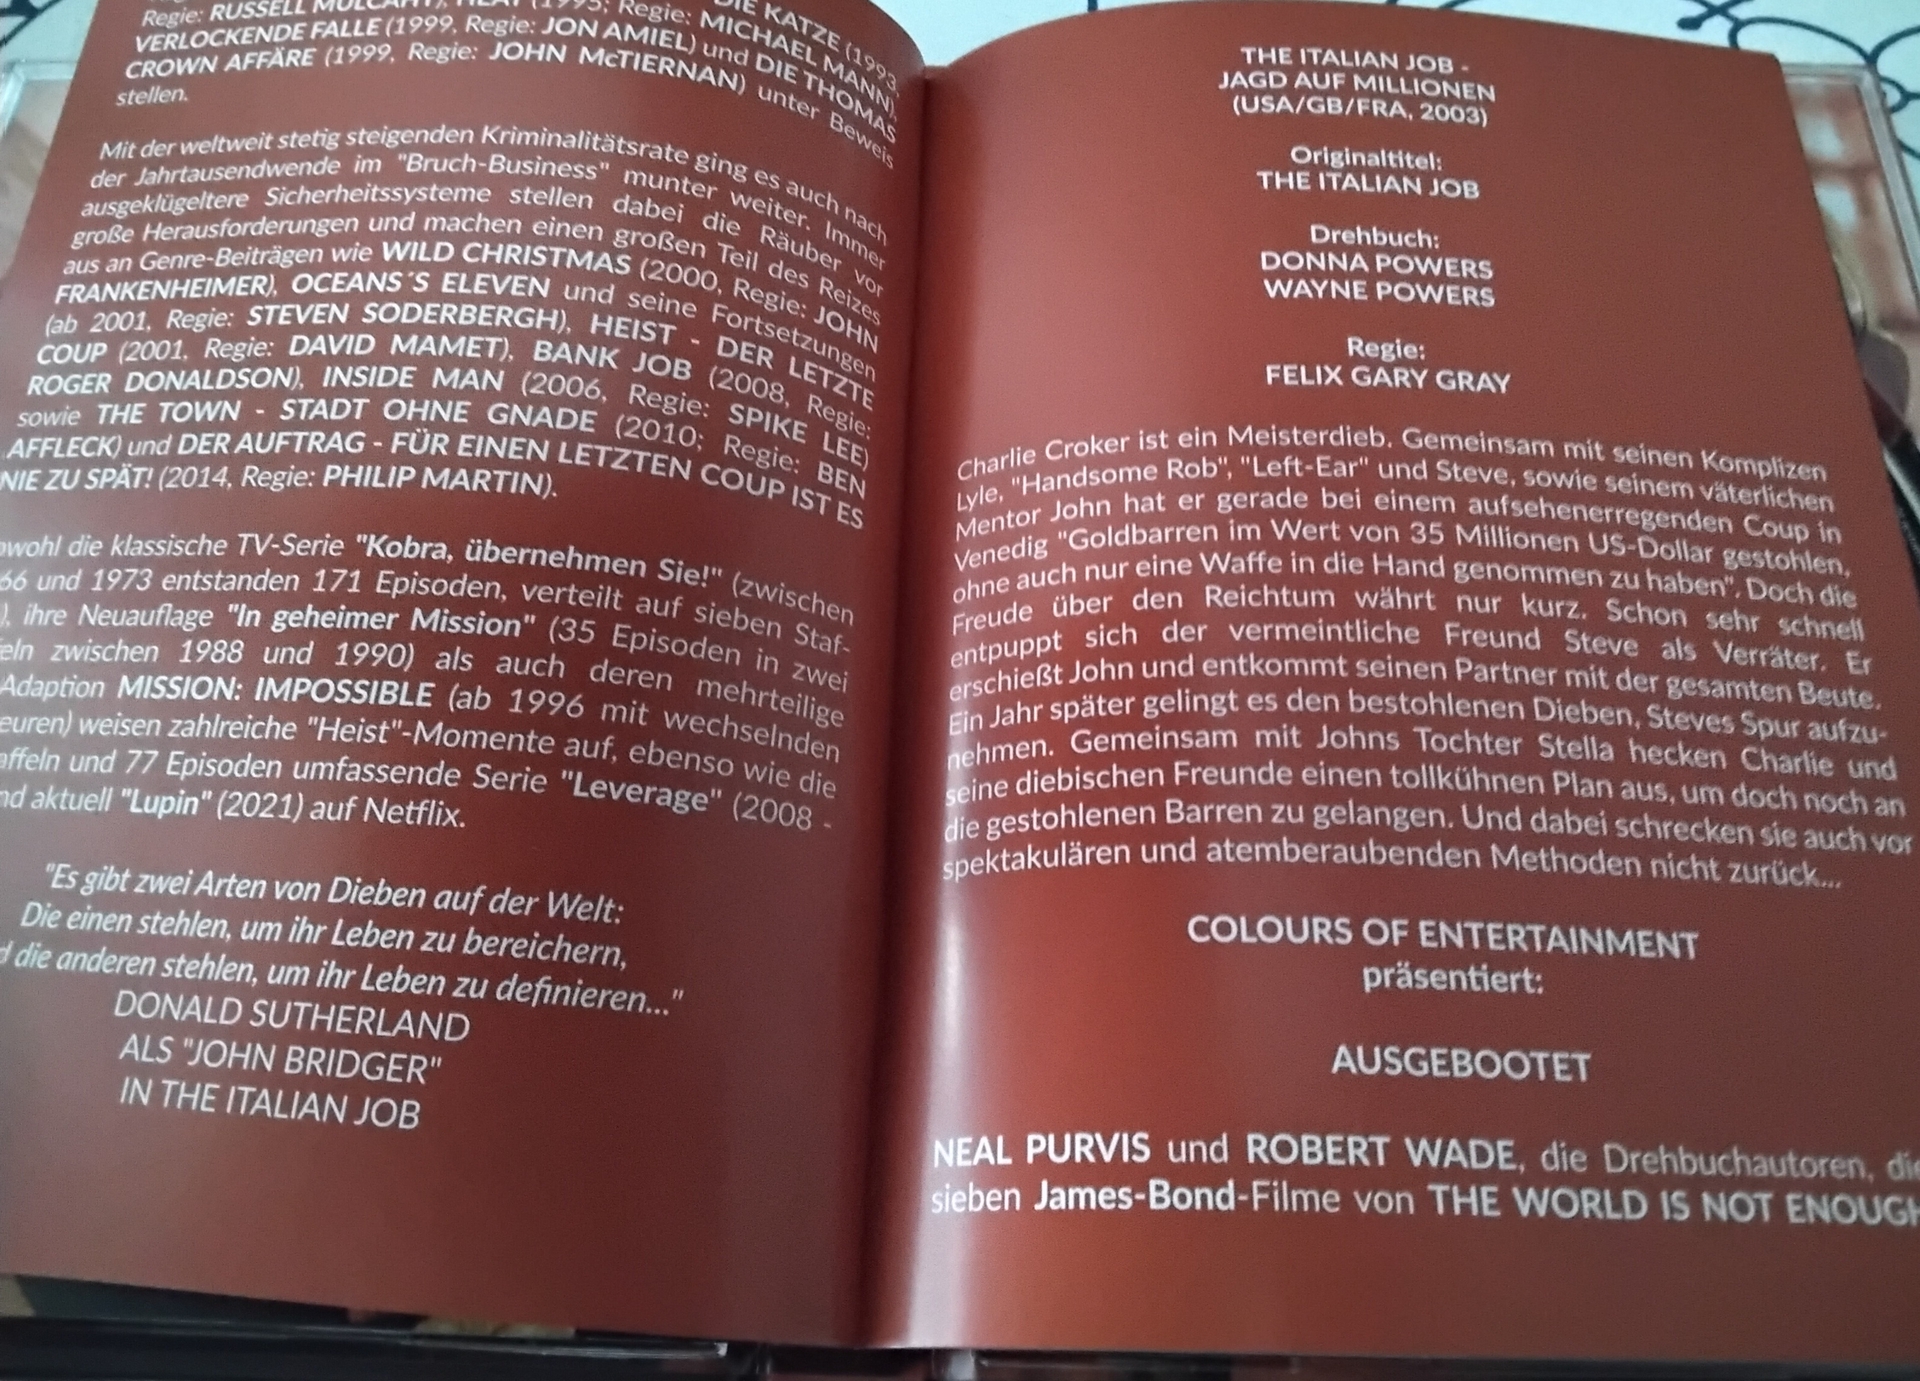 DIE KATZE (1993,
Regie: RUSSELL MULCAHY), HEAT (1995; Regie: MICHAEL MANN),
VERLOCKENDE FALLE (1999, Regie: JON AMIEL) und DIE THOMAS
CROWN AFFÄRE (1999, Regie: JOHN McTIERNAN) unter Beweis
stellen.
Mit der weltweit stetig steigenden Kriminalitätsrate ging es auch nach
der Jahrtausendwende im "Bruch-Business" munter weiter. Immer
ausgeklügeltere Sicherheitssysteme stellen dabei die Räuber vor
große Herausforderungen und machen einen großen Teil des Reizes
aus an Genre-Beiträgen wie WILD CHRISTMAS (2000, Regie: JOHN
FRANKENHEIMER), OCEANS´S ELEVEN und seine Fortsetzungen
(ab 2001, Regie: STEVEN SODERBERGH), HEIST - DER LETZTE
COUP (2001, Regie: DAVID MAMET), BANK JOB (2008, Regie:
ROGER DONALDSON), INSIDE MAN (2006, Regie: SPIKE LEE)
sowie THE TOWN - STADT OHNE GNADE (2010; Regie: BEN
AFFLECK) und DER AUFTRAG - FÜR EINEN LETZTEN COUP IST ES
NIE ZU SPÄT! (2014, Regie: PHILIP MARTIN).
owohl die klassische TV-Serie "Kobra, übernehmen Sie!" (zwischen
66 und 1973 entstanden 171 Episoden, verteilt auf sieben Staf-
), ihre Neuauflage "In geheimer Mission" (35 Episoden in zwei
eln zwischen 1988 und 1990) als auch deren mehrteilige
Adaption MISSION: IMPOSSIBLE (ab 1996 mit wechselnden
euren) weisen zahlreiche "Heist"-Momente auf, ebenso wie die
affeln und 77 Episoden umfassende Serie "Leverage" (2008 -
nd aktuell "Lupin" (2021) auf Netflix.
"Es gibt zwei Arten von Dieben auf der Welt:
Die einen stehlen, um ihr Leben zu bereichern,
d die anderen stehlen, um ihr Leben zu definieren..."
DONALD SUTHERLAND
ALS "JOHN BRIDGER"
IN THE ITALIAN JOB
THE ITALIAN JOB -
JAGD AUF MILLIONEN
(USA/GB/FRA, 2003)
Originaltitel:
THE ITALIAN JOB
Drehbuch:
DONNA POWERS
WAYNE POWERS
Regie:
FELIX GARY GRAY
Charlie Croker ist ein Meisterdieb. Gemeinsam mit seinen Komplizen
Lyle, "Handsome Rob", "Left-Ear" und Steve, sowie seinem väterlichen
Mentor John hat er gerade bei einem aufsehenerregenden Coup in
Venedig "Goldbarren im Wert von 35 Millionen US-Dollar gestohlen,
ohne auch nur eine Waffe in die Hand genommen zu haben". Doch die
Freude über den Reichtum währt nur kurz. Schon sehr schnell
entpuppt sich der vermeintliche Freund Steve als Verräter. Er
erschießt John und entkommt seinen Partner mit der gesamten Beute.
Ein Jahr später gelingt es den bestohlenen Dieben, Steves Spur aufzu-
nehmen. Gemeinsam mit Johns Tochter Stella hecken Charlie und
seine diebischen Freunde einen tollkühnen Plan aus, um doch noch an
die gestohlenen Barren zu gelangen. Und dabei schrecken sie auch vor
spektakulären und atemberaubenden Methoden nicht zurück...
COLOURS OF ENTERTAINMENT
präsentiert:
AUSGEBOOTET
NEAL PURVIS und ROBERT WADE, die Drehbuchautoren, die
sieben James-Bond-Filme von THE WORLD IS NOT ENOUGH